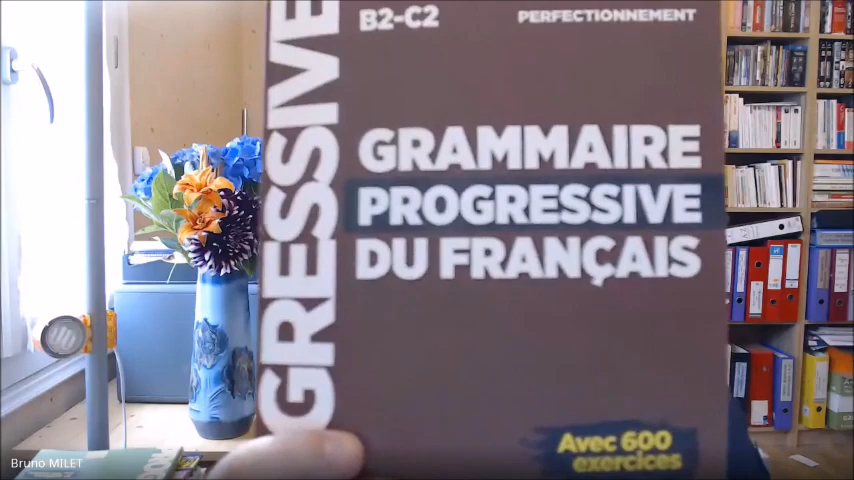 B2-C2
PERFECTIONNEMENT
GRESSIVE
GRAMMAIRE
PROGRESSIVE
DU FRANÇAIS
Avec 600
exercices
Bruno MILET